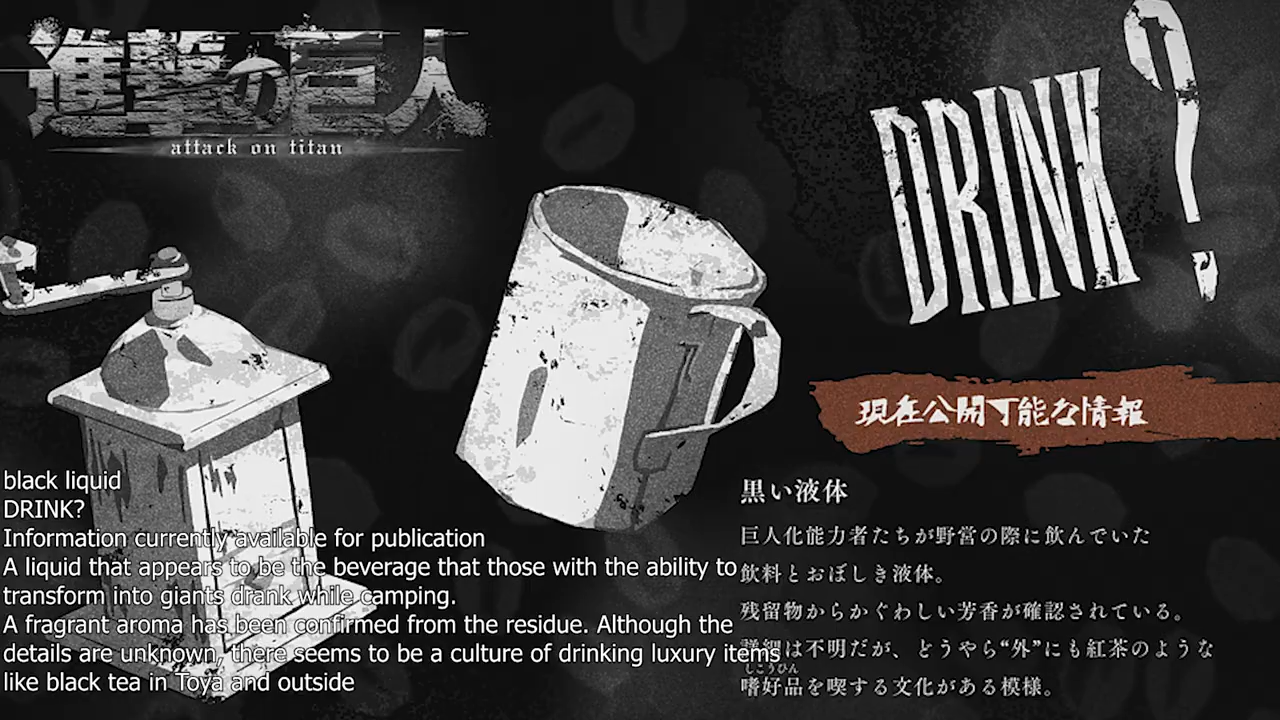 進撃の巨人
attack on titan
DRINK?
現在公開可能な情報
黒い液体
巨人化能力者たちが野営の際に飲んでいた
飲料とおぼしき液体。
残留物からかぐわしい芳香が確認されている。
詳細は不明だが、どうやら“外”にも紅茶のような
しこうひん
嗜好品を喫する文化がある模様。
black liquid
DRINK?
Information currently available for publication
A liquid that appears to be the beverage that those with the ability to
transform into giants drank while camping.
A fragrant aroma has been confirmed from the residue. Although the
details are unknown, there seems to be a culture of drinking luxury items
like black tea in Toya and outside